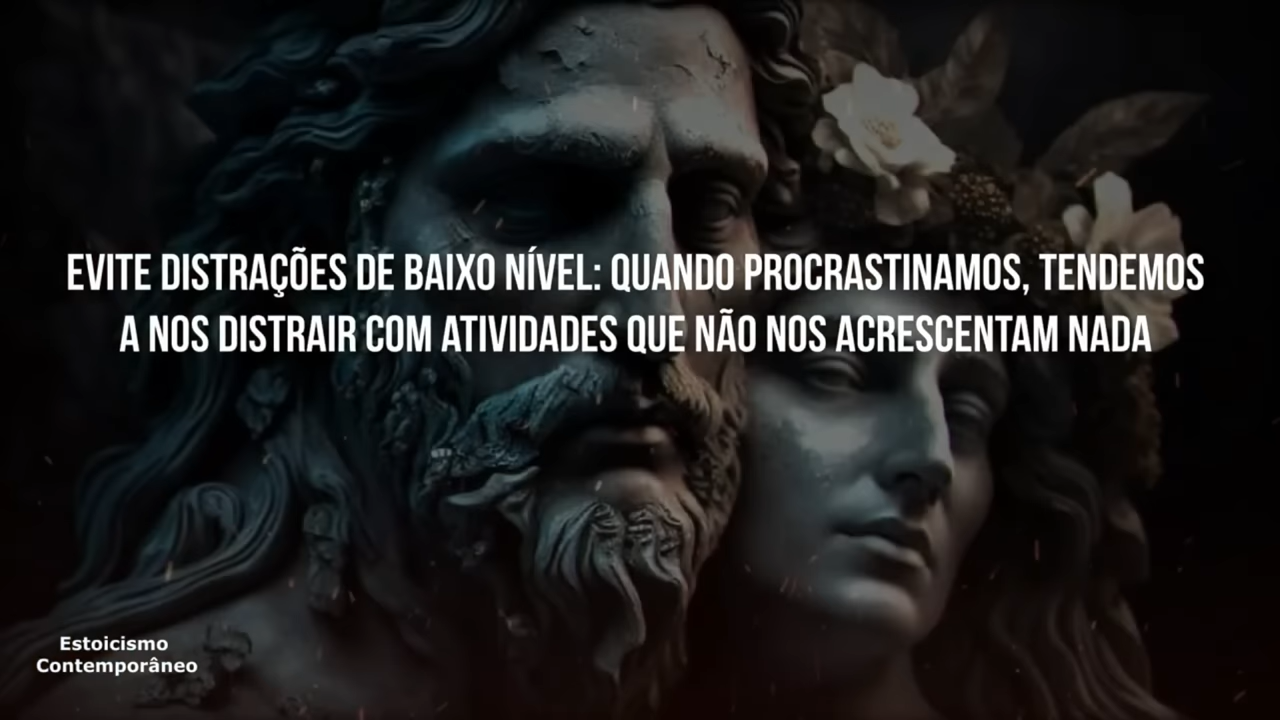 EVITE DISTRAÇÕES DE BAIXO NÍVEL: QUANDO PROCRASTINAMOS, TENDEMOS
A NOS DISTRAIR COM ATIVIDADES QUE NÃO NOS ACRESCENTAM NADA
Estoicismo
Contemporâneo